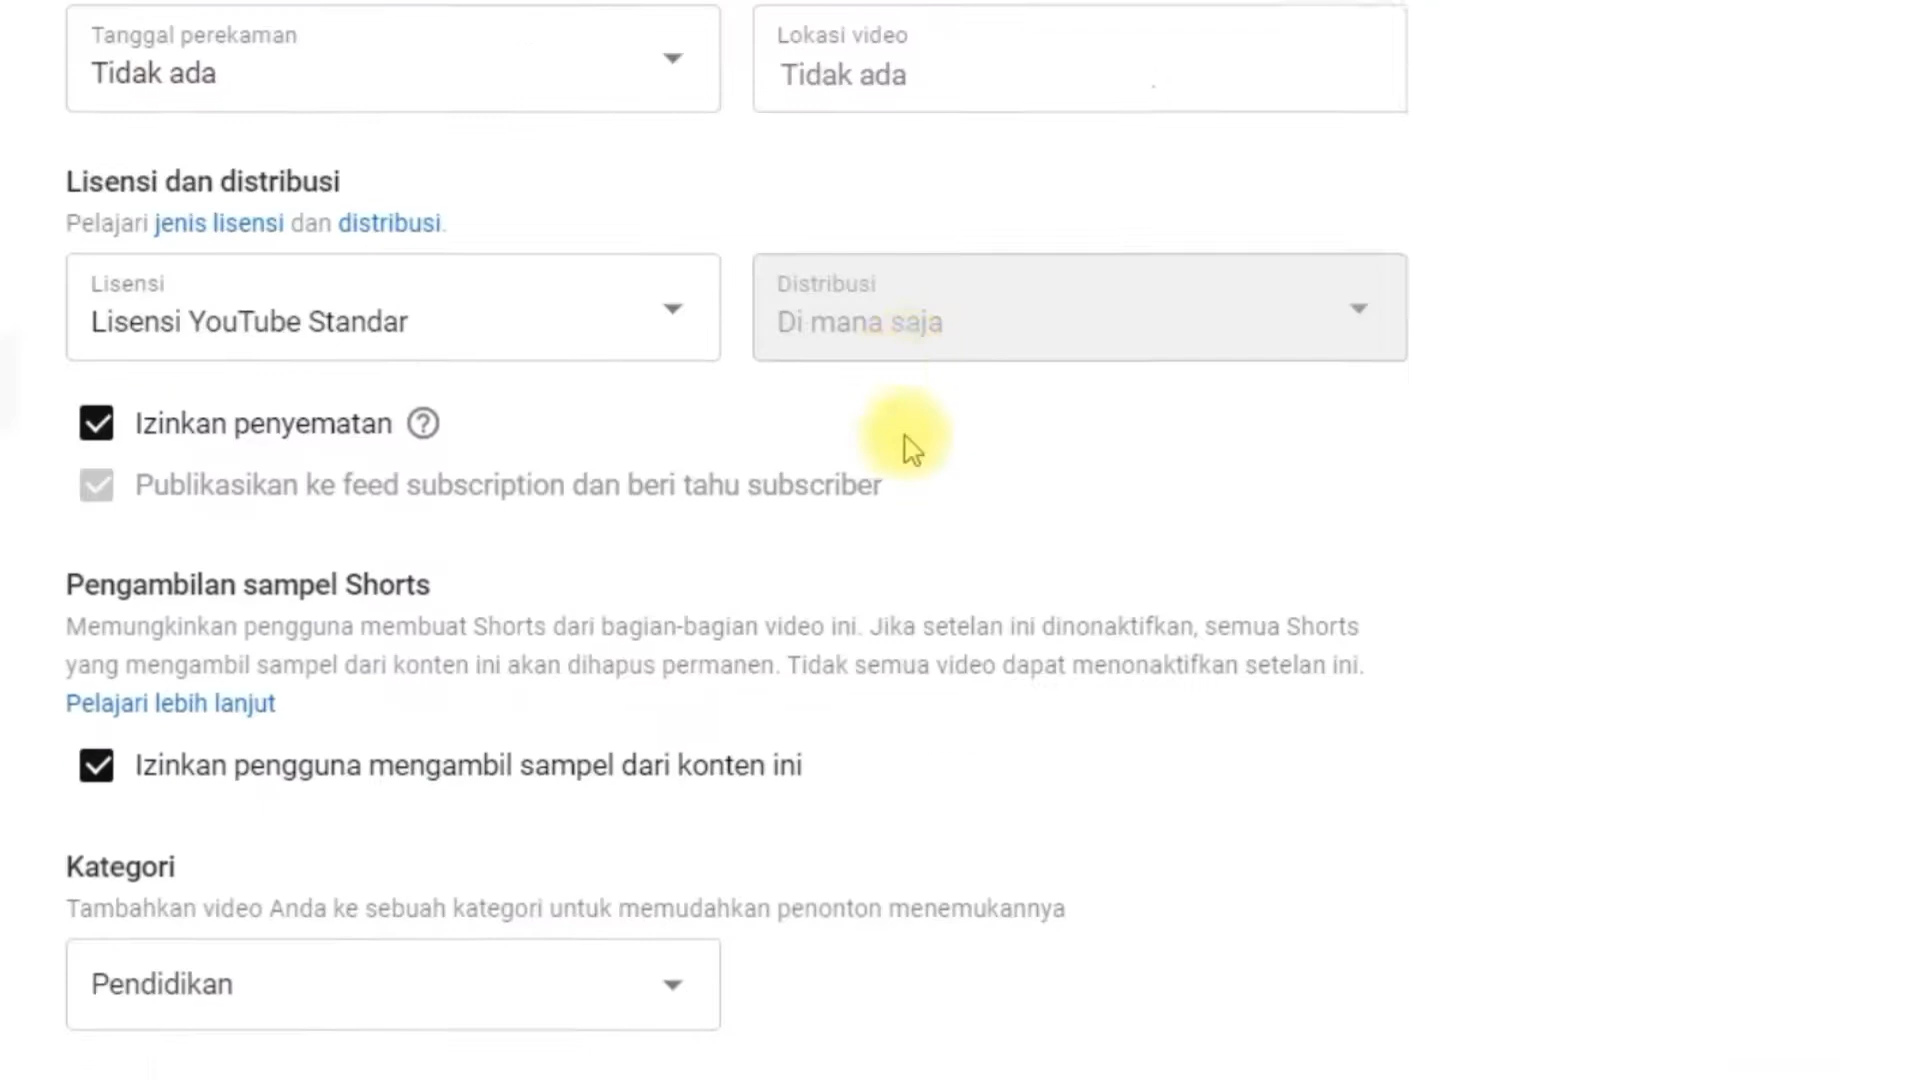 Tanggal perekaman
Tidak ada
Lokasi video
Tidak ada
Lisensi dan distribusi
Pelajari jenis lisensi dan distribusi.
Lisensi
Lisensi YouTube Standar
Distribusi
Di mana saja
Izinkan penyematan
Publikasikan ke feed subscription dan beri tahu subscriber
Pengambilan sampel Shorts
Memungkinkan pengguna membuat Shorts dari bagian-bagian video ini. Jika setelan ini dinonaktifkan, semua Shorts
yang mengambil sampel dari konten ini akan dihapus permanen. Tidak semua video dapat menonaktifkan setelan ini.
Pelajari lebih lanjut
Izinkan pengguna mengambil sampel dari konten ini
Kategori
Tambahkan video Anda ke sebuah kategori untuk memudahkan penonton menemukannya
Pendidikan